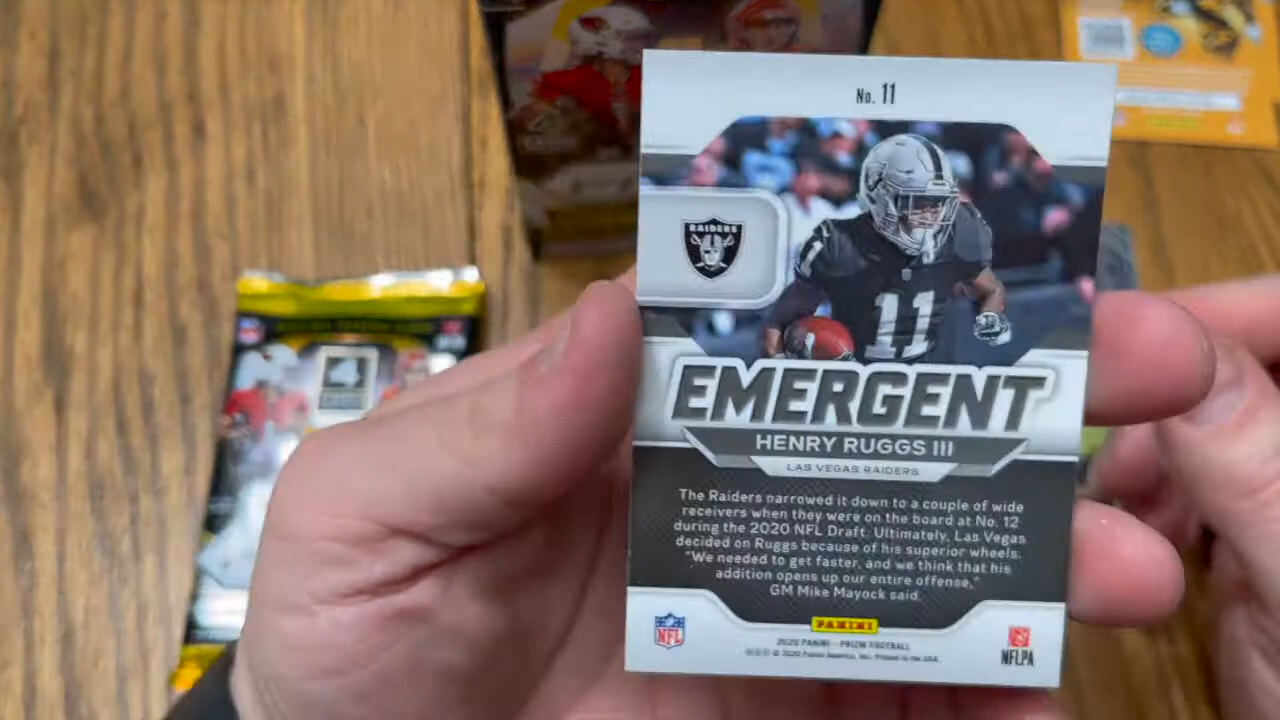 No. 11
RAIDERS
11
11
EMERGENT
HENRY RUGGS III
LAS VEGAS RAIDERS
The Raiders narrowed it down to a couple of wide
receivers when they were on the board at No. 12
during the 2020 NFL Draft. Ultimately, Las Vegas
decided on Ruggs because of his superior wheels.
"We needed to get faster, and we think that his
addition opens up our entire offense,"
GM Mike Mayock said.
PANINI
NFL
2020 PANINI - PRIZM FOOTBALL
© 2020 Panini America, Inc. Printed in the USA.
NFLPA
4